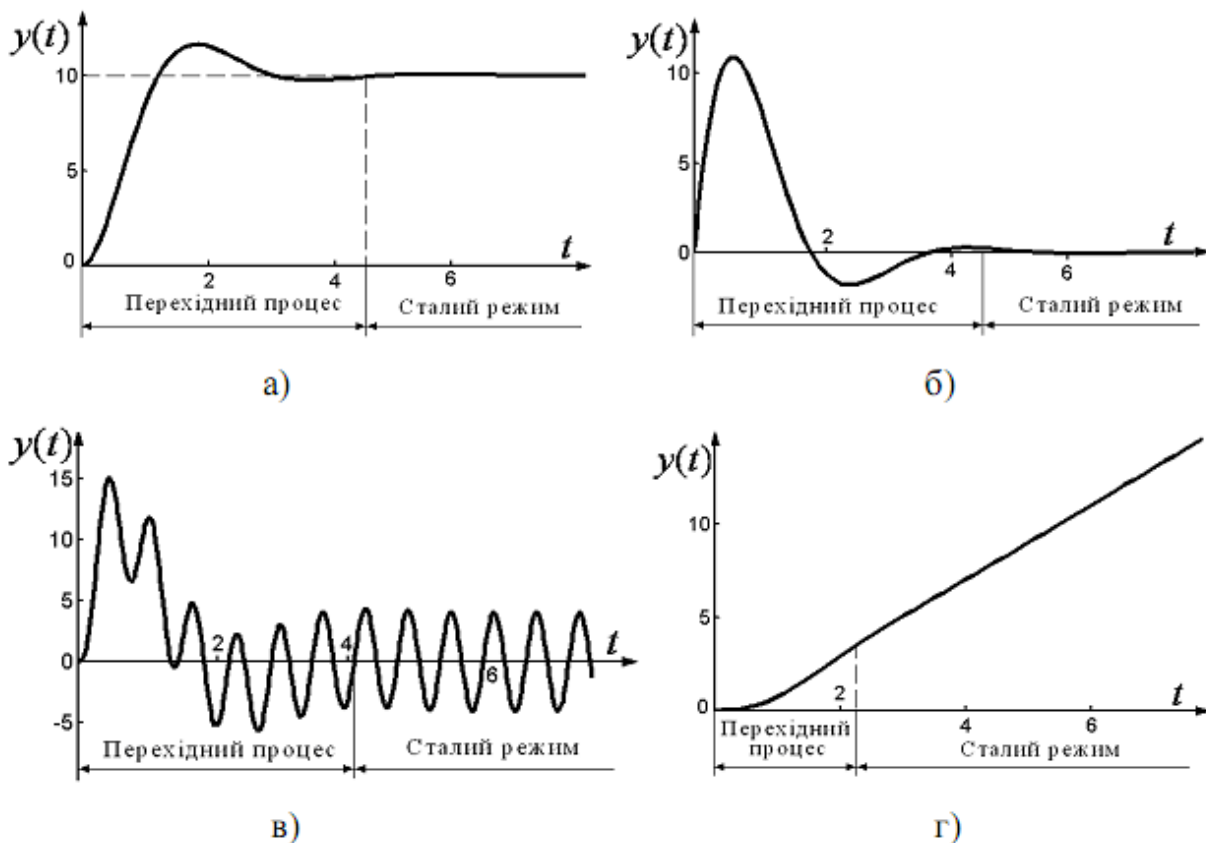 y(t)
10
5
0
2
4
6
t
Перехідний процес
Сталий режим
а)
y(t)
10
5
0
2
4
6
t
Перехідний процес
Сталий режим
б)
y(t)
15
10
5
0
-5
2
4
6
t
Перехідний процес
Сталий режим
в)
y(t)
10
5
0
2
4
6
t
Перехідний
процес
Сталий режим
г)